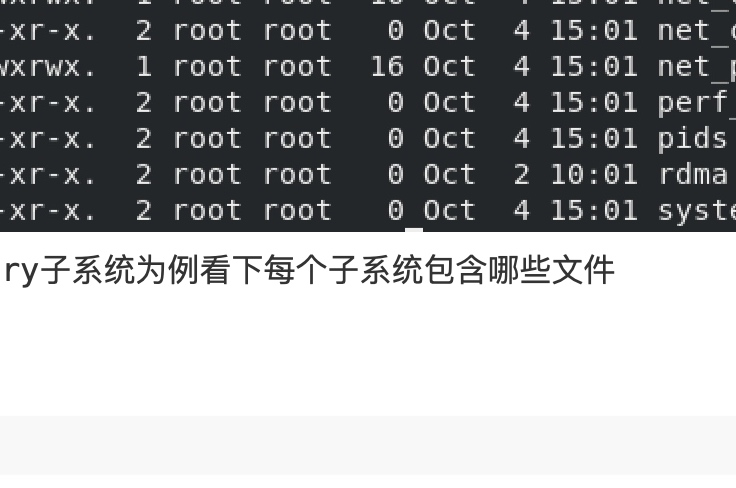 -xr-x. 2 root root 0 Oct 4 15:01 net_
wxrwx. 1 root root 16 Oct 4 15:01 net_
-xr-x. 2 root root 0 Oct 4 15:01 perf_
-xr-x. 2 root root 0 Oct 4 15:01 pids
-xr-x. 2 root root 0 Oct 2 10:01 rdma
-xr-x. 2 root root 0 Oct 4 15:01 syste
ry子系统为例看下每个子系统包含哪些文件